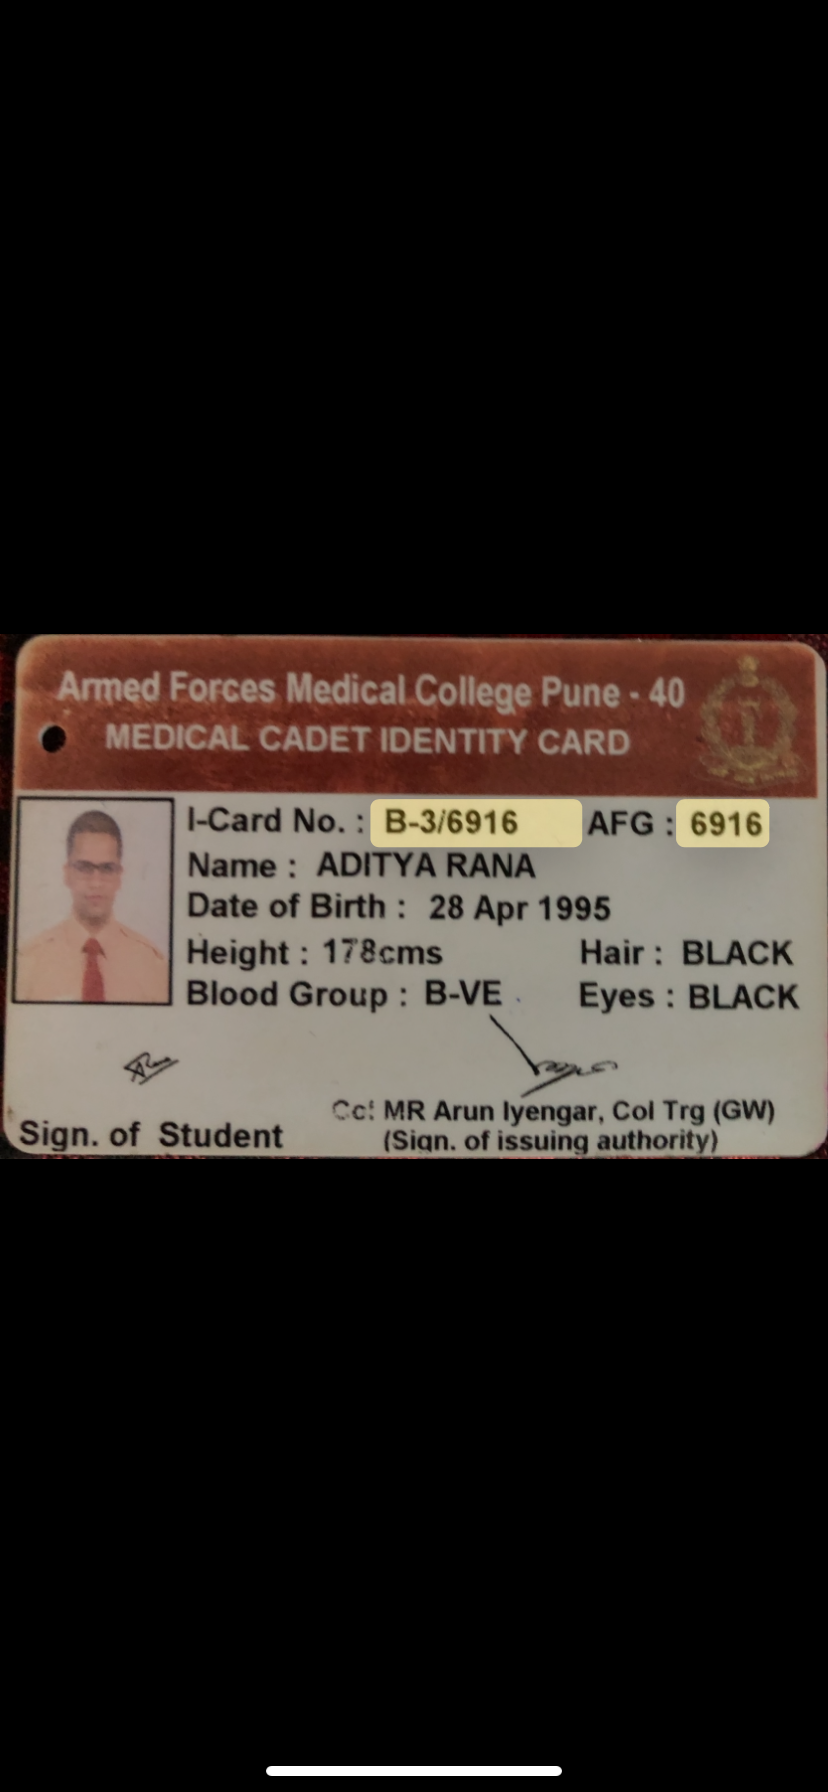 Armed Forces Medical College Pune - 40
MEDICAL CADET IDENTITY CARD
I-Card No. : B-3/6916 AFG : 6916
Name : ADITYA RANA
Date of Birth : 28 Apr 1995
Height : 178cms Hair : BLACK
Blood Group : B-VE Eyes : BLACK
MR Arun Iyengar, Col Trg (GW)
Sign. of Student (Sign. of issuing authority)